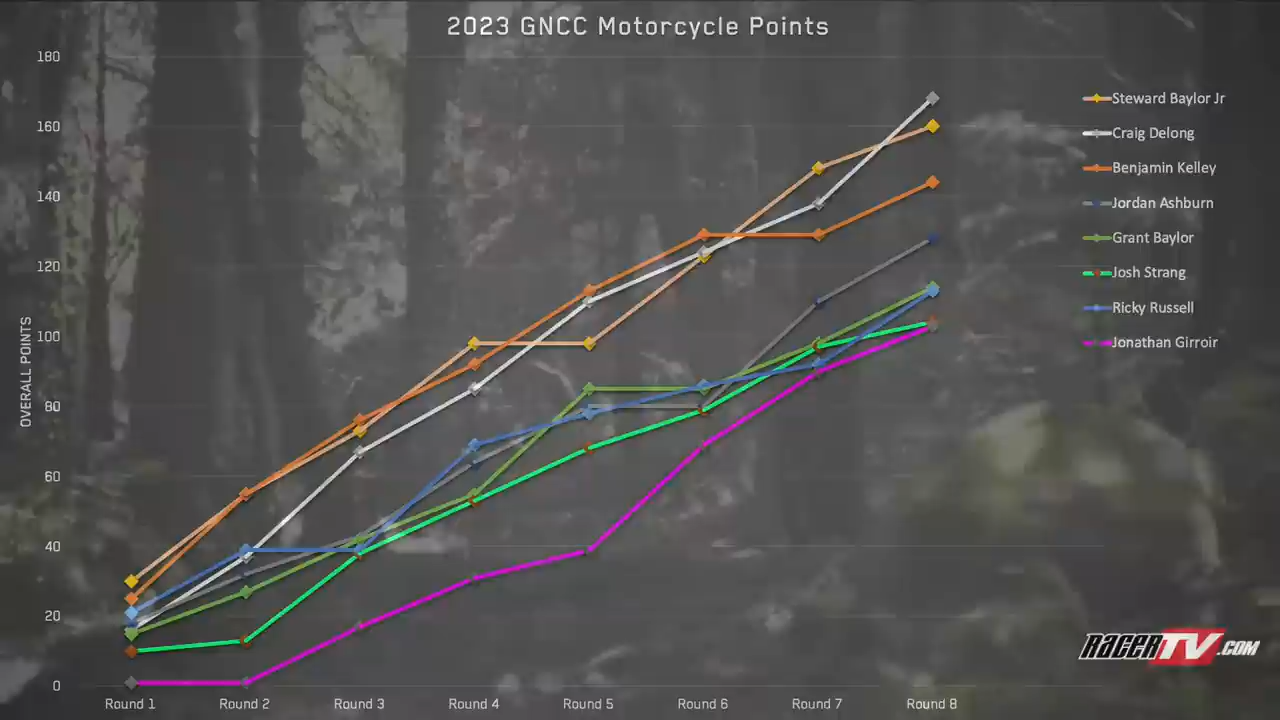 2023 GNCC Motorcycle Points
180
160
140
120
100
80
60
40
20
0
OVERALL POINTS
Round 1
Round 2
Round 3
Round 4
Round 5
Round 6
Round 7
Round 8
Steward Baylor Jr
Craig Delong
Benjamin Kelley
Jordan Ashburn
Grant Baylor
Josh Strang
Ricky Russell
Jonathan Girroir
RACERTV.COM